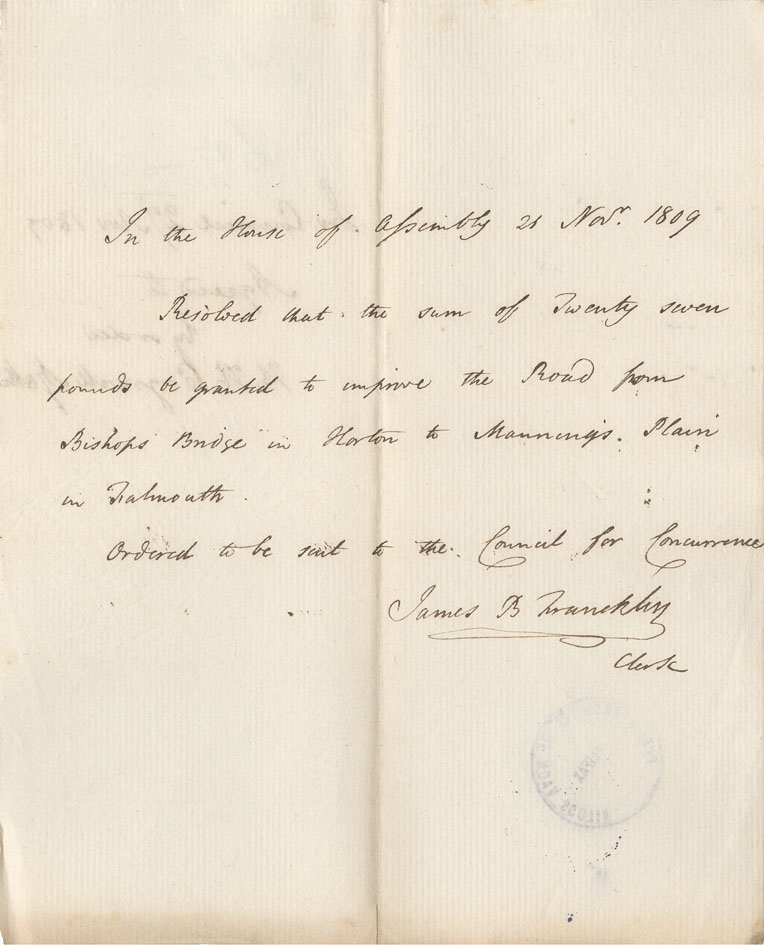 In the House of Assembly 21 Novr. 1809
Resolved that the sum of Twenty seven
pounds be granted to improve the Road from
Bishops Bridge in Horton to Mannings Plain
in Falmouth.
Ordered to be sent to the Council for Concurrence
James B Franckley
Clerk